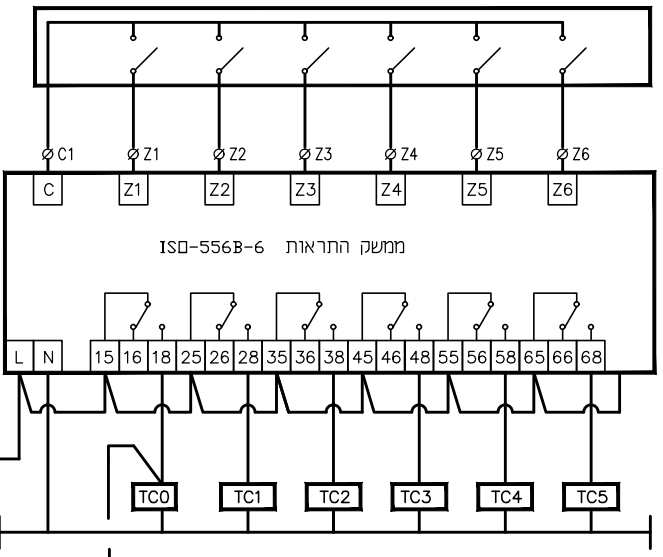 C1 Z1 Z2 Z3 Z4 Z5 Z6
C Z1 Z2 Z3 Z4 Z5 Z6
ממשק התראות ISO-556B-6
L N 15 16 18 25 26 28 35 36 38 45 46 48 55 56 58 65 66 68
TC0 TC1 TC2 TC3 TC4 TC5